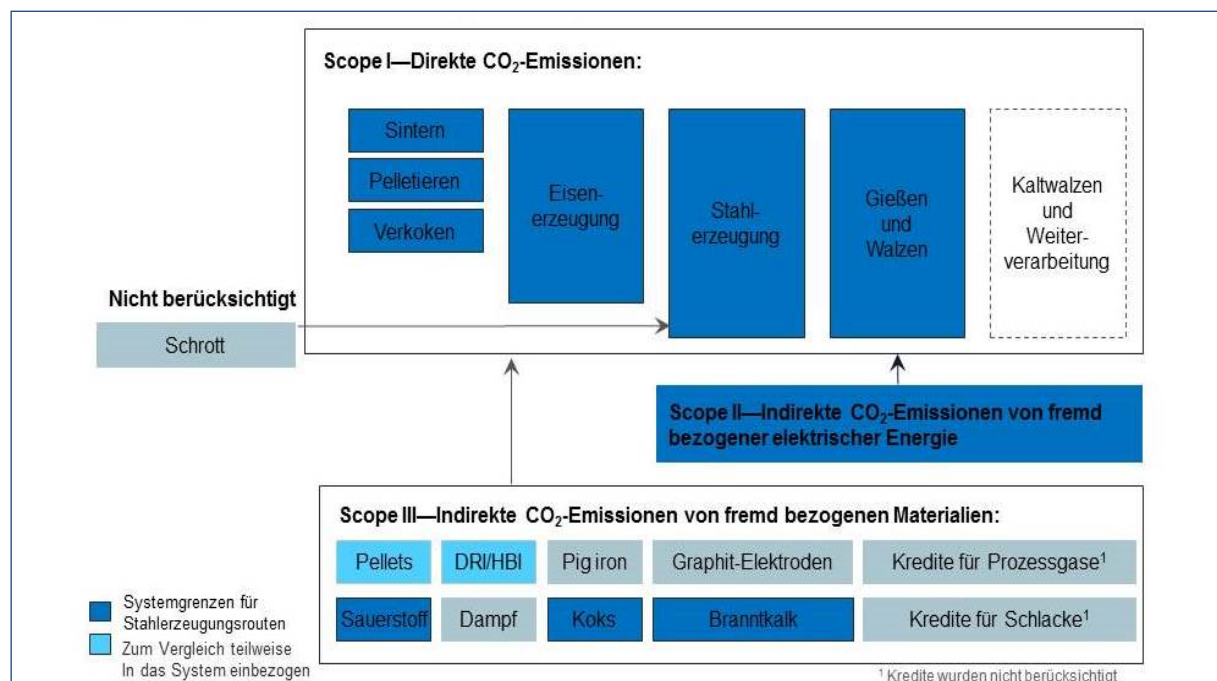 Scope I—Direkte CO₂-Emissionen:
Sintern
Pelletieren
Verkoken
Eisen-
erzeugung
Stahl-
erzeugung
Gießen
und
Walzen
Kaltwalzen
und
Weiter-
verarbeitung
Nicht berücksichtigt
Schrott
Scope II—Indirekte CO₂-Emissionen von fremd
bezogener elektrischer Energie
Scope III—Indirekte CO₂-Emissionen von fremd bezogenen Materialien:
Pellets
DRI/HBI
Pig iron
Graphit-Elektroden
Kredite für Prozessgase¹
Sauerstoff
Dampf
Koks
Branntkalk
Kredite für Schlacke¹
Systemgrenzen für
Stahlerzeugungsrouten
Zum Vergleich teilweise
In das System einbezogen
¹ Kredite wurden nicht berücksichtigt